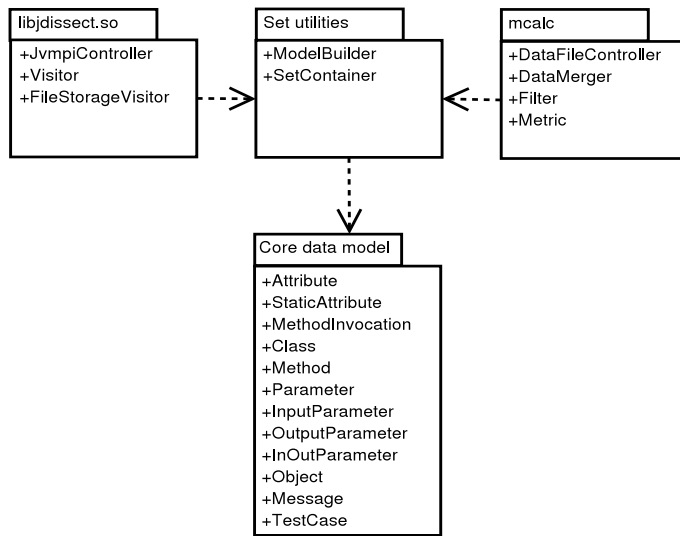 libjdissect.so
+JvmpiController
+Visitor
+FileStorageVisitor
Set utilities
+ModelBuilder
+SetContainer
mcalc
+DataFileController
+DataMerger
+Filter
+Metric
Core data model
+Attribute
+StaticAttribute
+MethodInvocation
+Class
+Method
+Parameter
+InputParameter
+OutputParameter
+InOutParameter
+Object
+Message
+TestCase